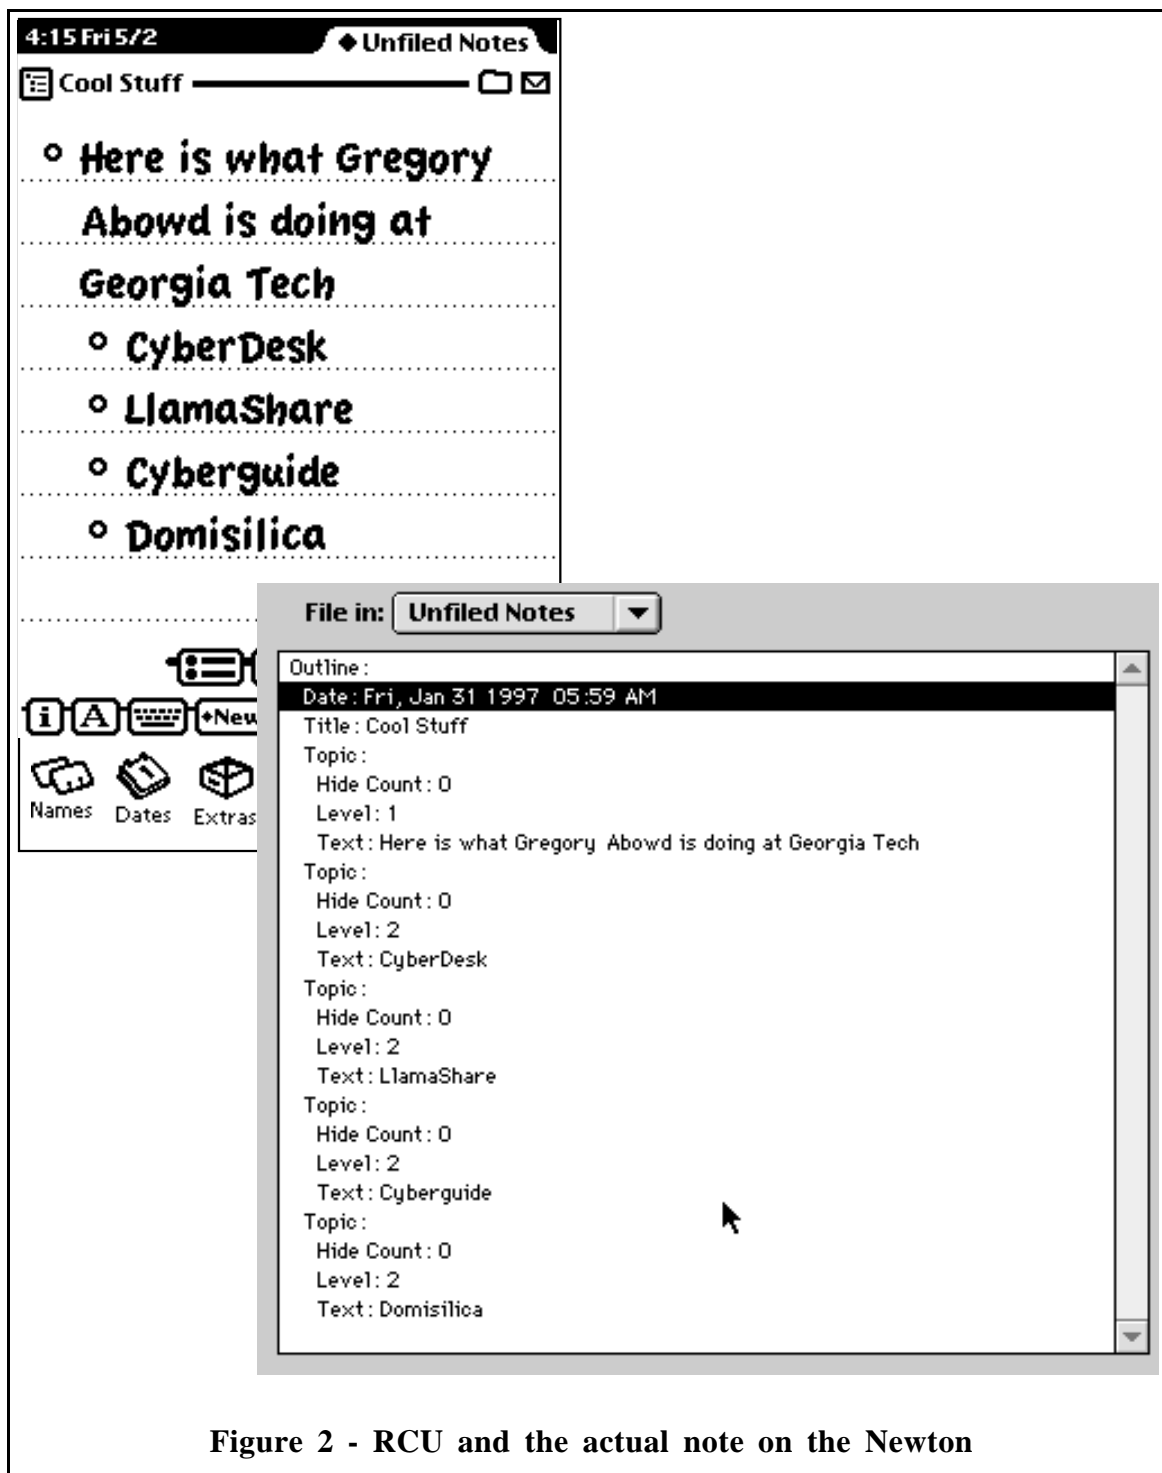 4:15 Fri 5/2
◆ Unfiled Notes
Cool Stuff
Here is what Gregory
Abowd is doing at
Georgia Tech
CyberDesk
LlamaShare
Cyberguide
Domisilica
i A ◆New
Names Dates Extras
File in: Unfiled Notes
Outline:
Date: Fri, Jan 31 1997 05:59 AM
Title: Cool Stuff
Topic:
Hide Count: 0
Level: 1
Text: Here is what Gregory Abowd is doing at Georgia Tech
Topic:
Hide Count: 0
Level: 2
Text: CyberDesk
Topic:
Hide Count: 0
Level: 2
Text: LlamaShare
Topic:
Hide Count: 0
Level: 2
Text: Cyberguide
Topic:
Hide Count: 0
Level: 2
Text: Domisilica
Figure 2 - RCU and the actual note on the Newton